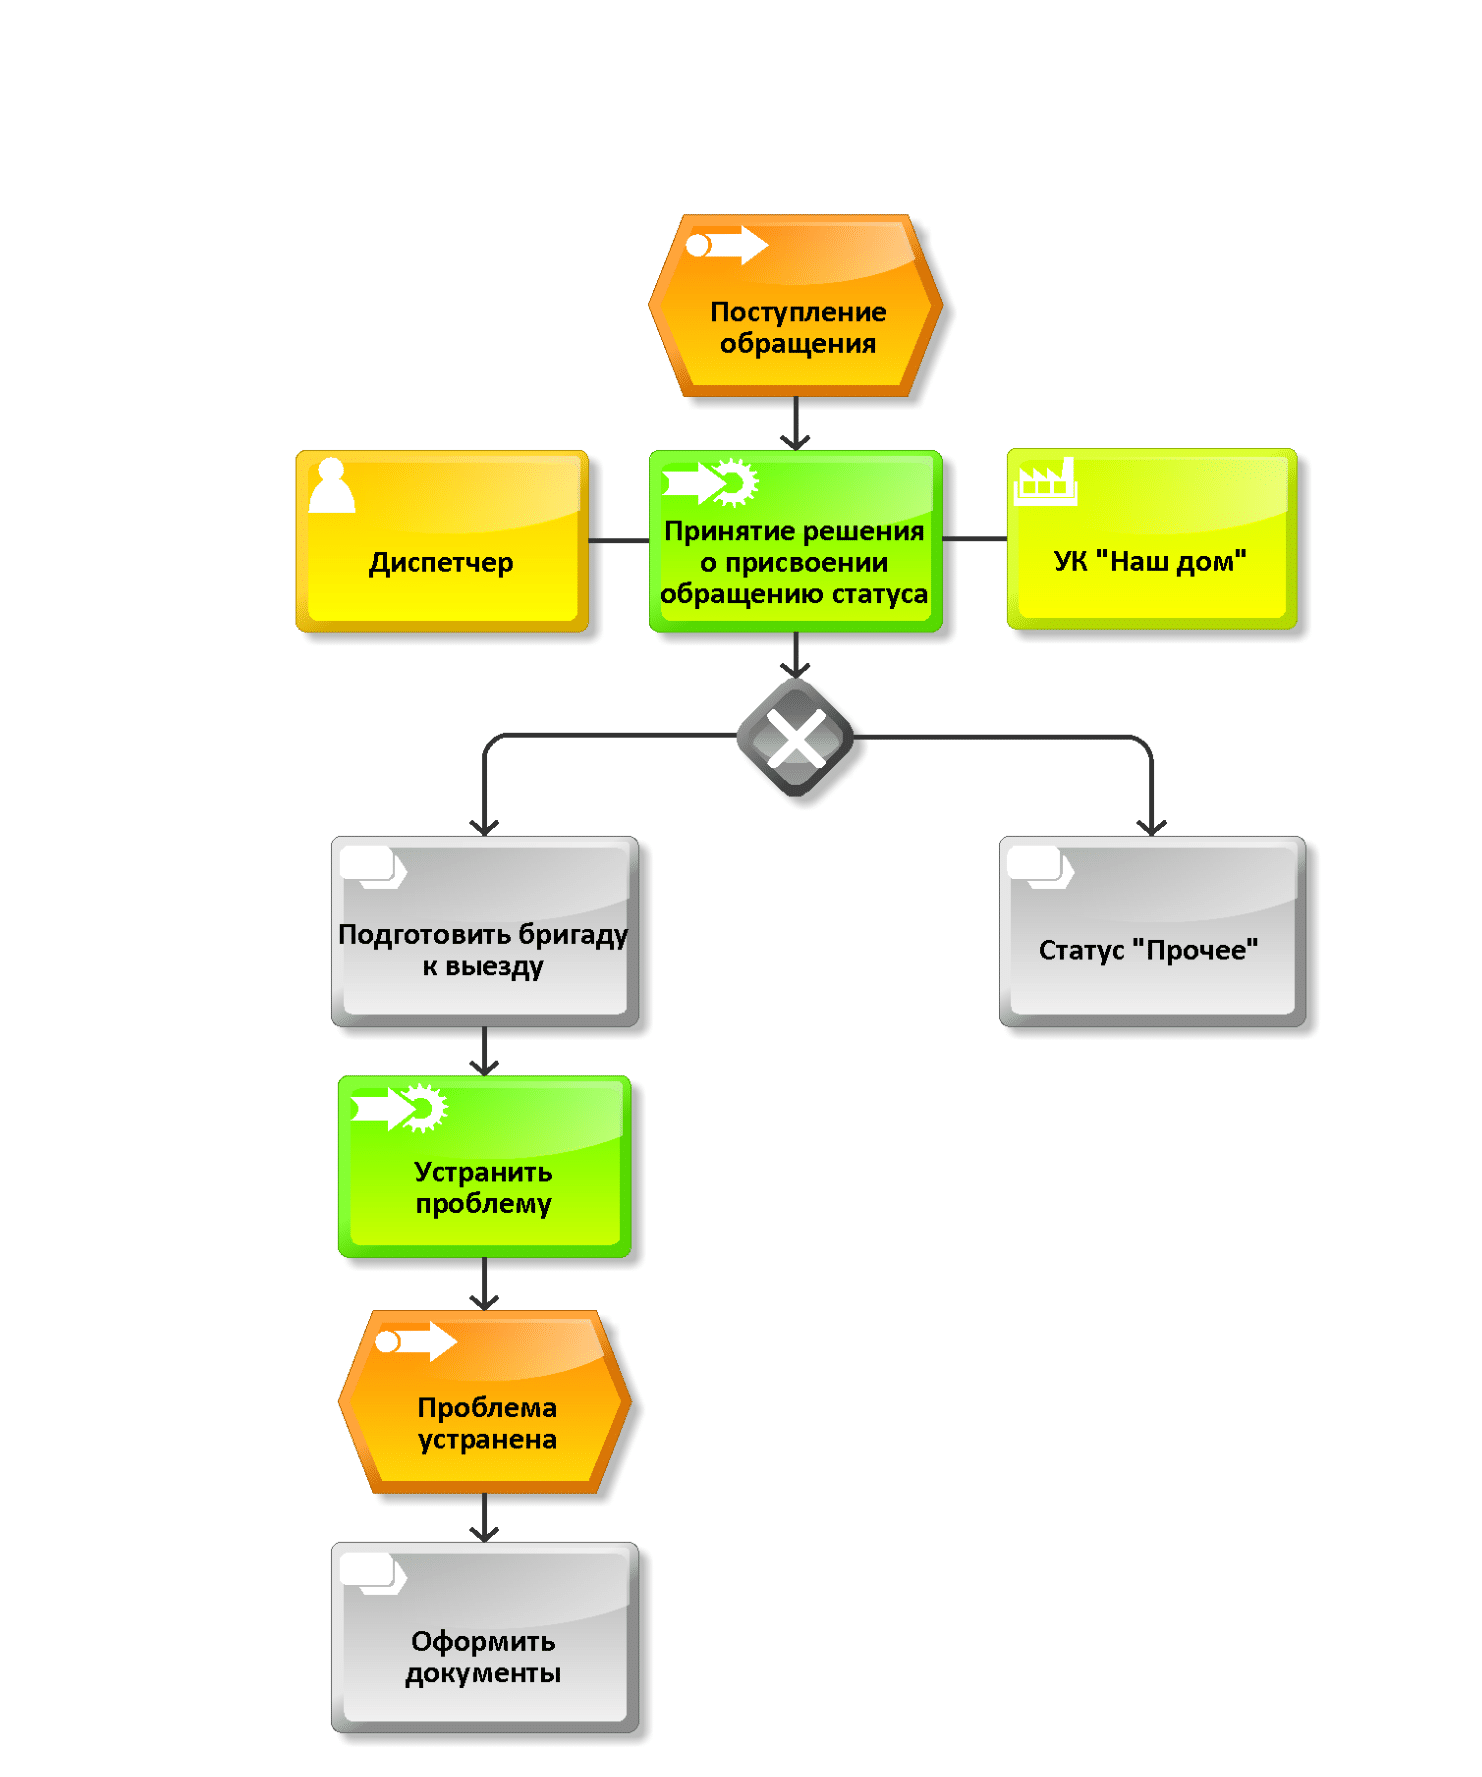 Поступление
обращения
Диспетчер
Принятие решения
о присвоении
обращению статуса
УК "Наш дом"
Подготовить бригаду
к выезду
Статус "Прочее"
Устранить
проблему
Проблема
устранена
Оформить
документы